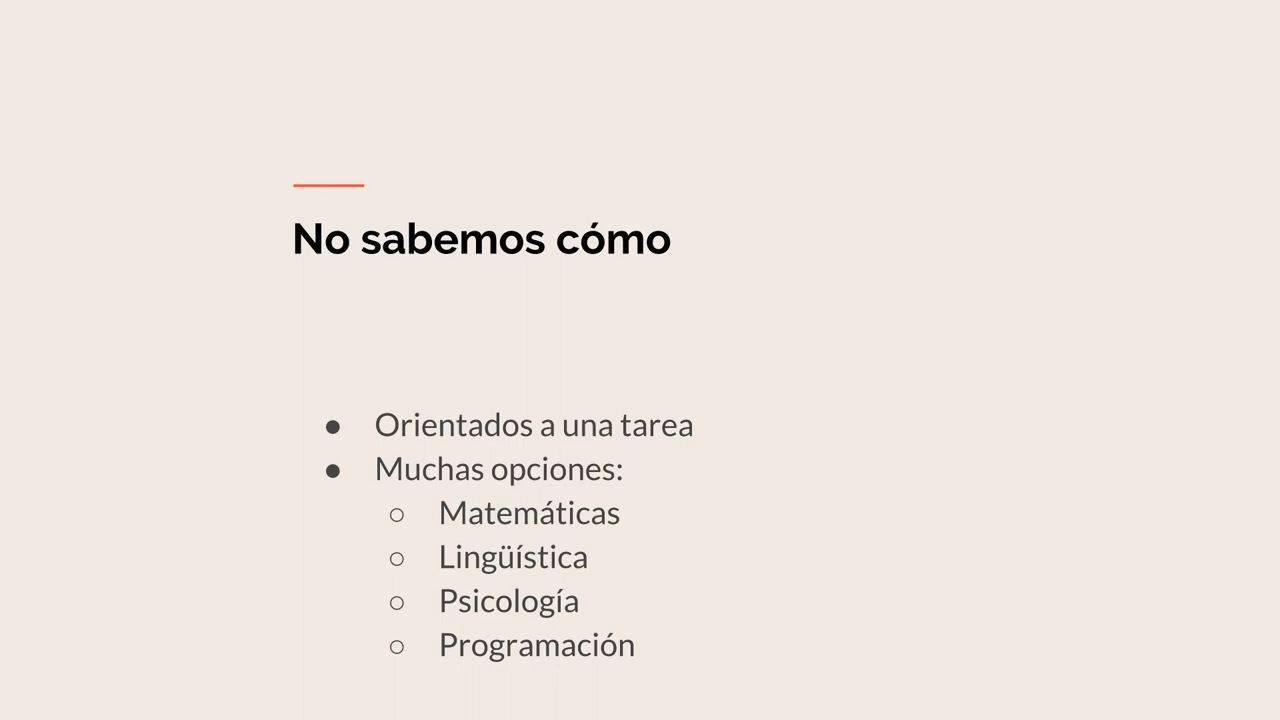 No sabemos cómo
● Orientados a una tarea
● Muchas opciones:
○ Matemáticas
○ Lingüística
○ Psicología
○ Programación